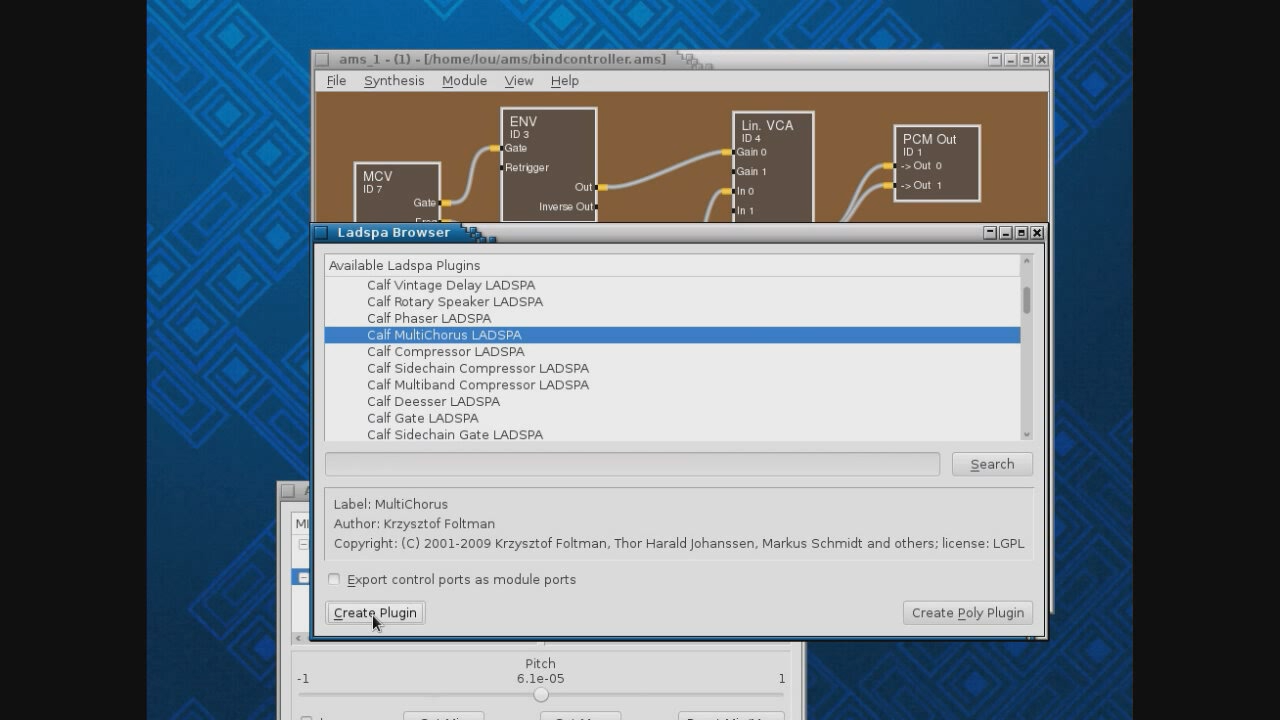 ams_1 - (1) - [/home/lou/ams/bindcontroller.ams]
File Synthesis Module View Help
ENV
ID 3
Gate
Retrigger
Out
Inverse Out
MCV
ID 7
Gate
Lin. VCA
ID 4
Gain 0
Gain 1
In 0
In 1
PCM Out
ID 1
-> Out 0
-> Out 1
Ladspa Browser
Available Ladspa Plugins
Calf Vintage Delay LADSPA
Calf Rotary Speaker LADSPA
Calf Phaser LADSPA
Calf MultiChorus LADSPA
Calf Compressor LADSPA
Calf Sidechain Compressor LADSPA
Calf Multiband Compressor LADSPA
Calf Deesser LADSPA
Calf Gate LADSPA
Calf Sidechain Gate LADSPA
Search
Label: MultiChorus
Author: Krzysztof Foltman
Copyright: (C) 2001-2009 Krzysztof Foltman, Thor Harald Johanssen, Markus Schmidt and others; license: LGPL
Export control ports as module ports
Create Plugin
Create Poly Plugin
Pitch
-1 6.1e-05 1